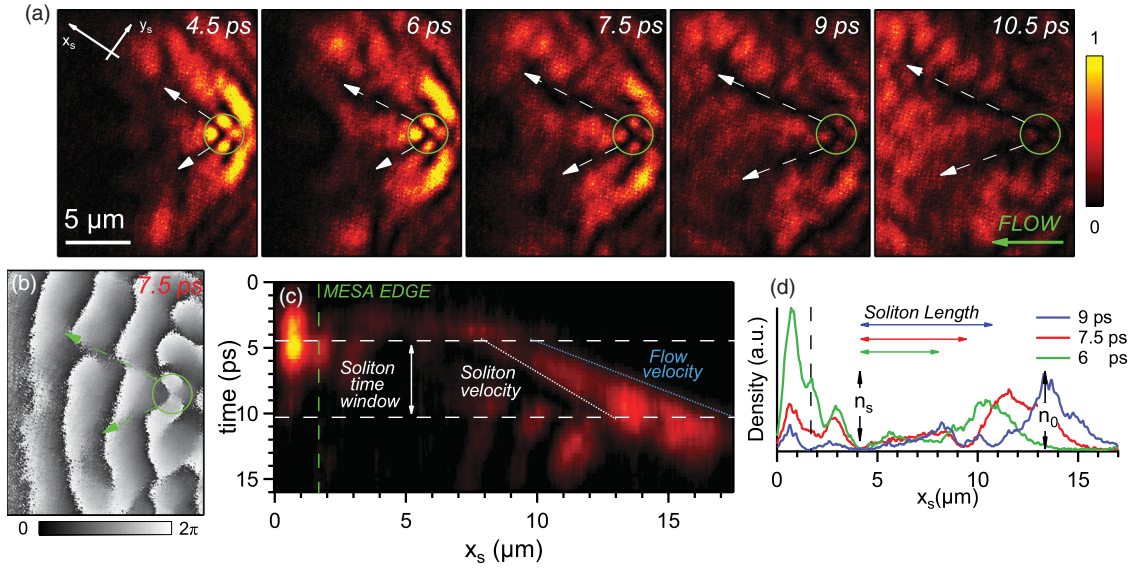 (a)
x_s
y_s
4.5 ps
6 ps
7.5 ps
9 ps
10.5 ps
1
0
5 μm
FLOW
(b)
7.5 ps
0
2π
(c)
MESA EDGE
0
5
10
15
time (ps)
Soliton
time
window
Soliton
velocity
Flow
velocity
0
5
10
15
x_s (μm)
(d)
Soliton Length
9 ps
7.5 ps
6 ps
n_s
n_0
Density (a.u.)
0
5
10
15
x_s(μm)